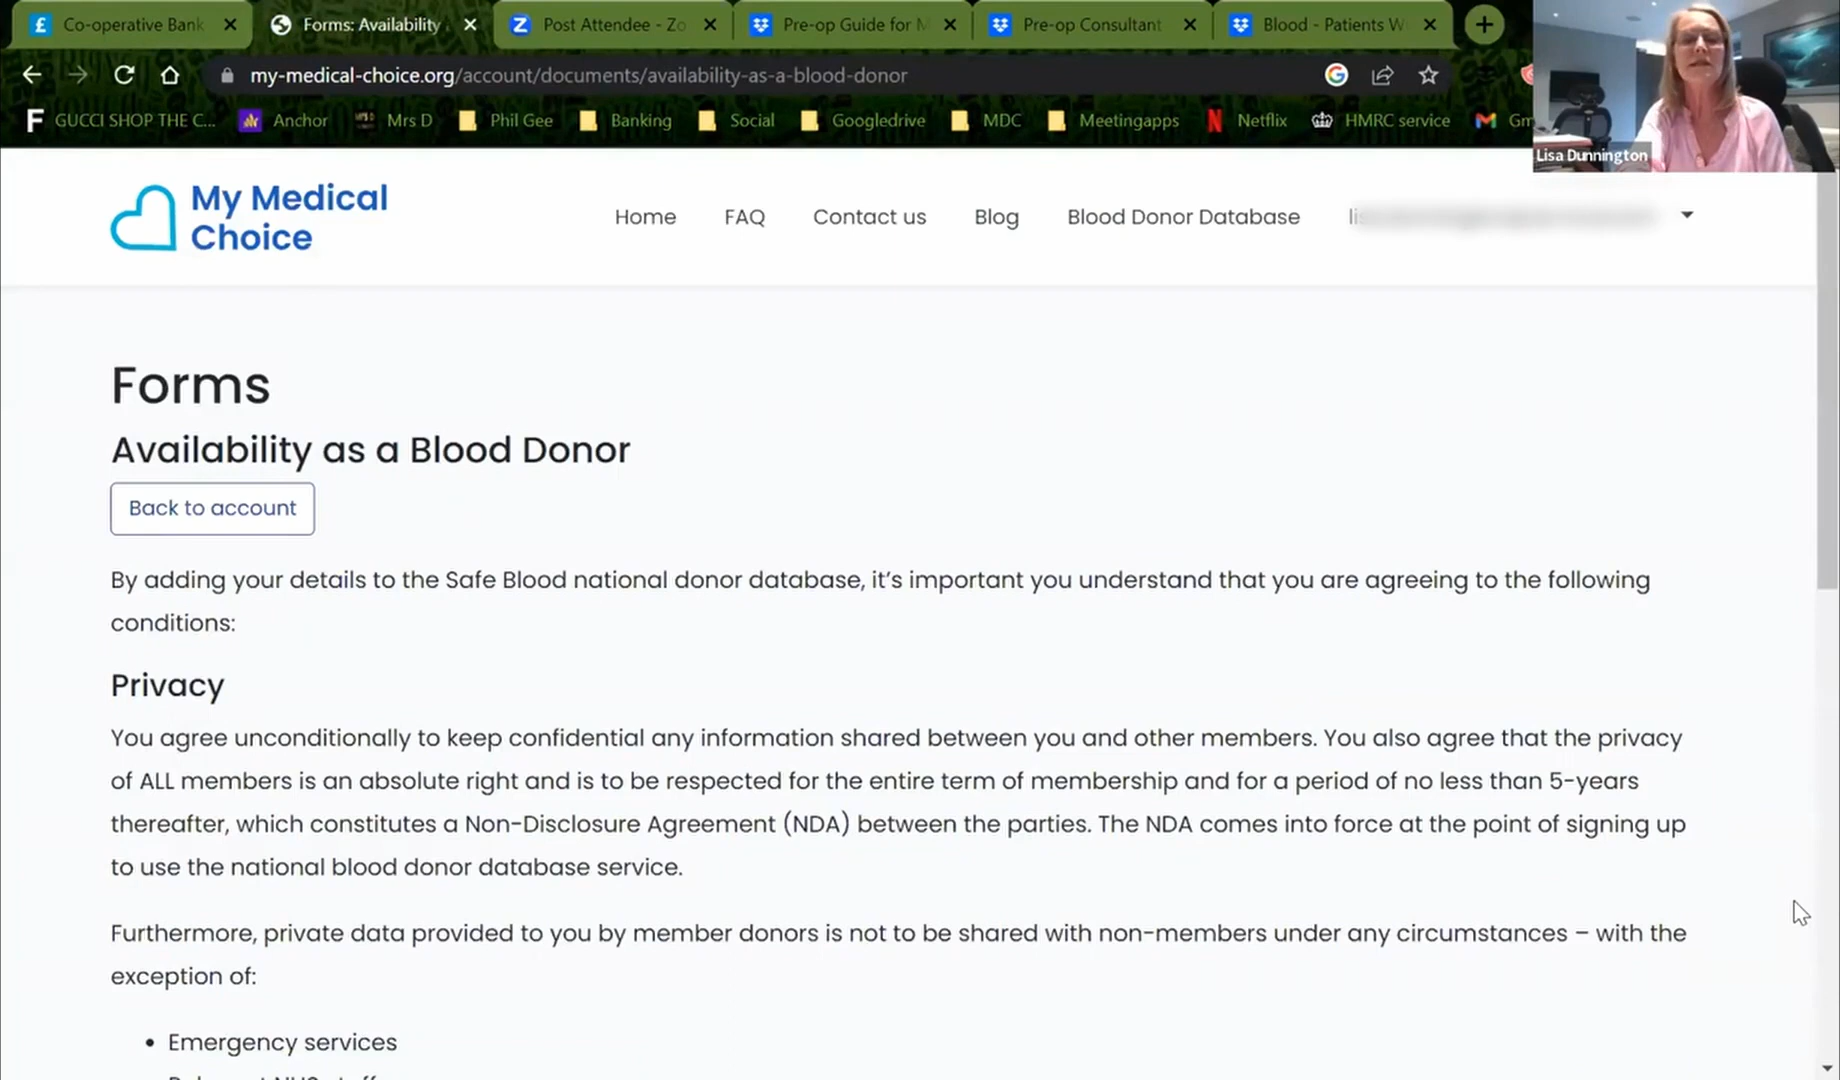 Co-operative Bank
Forms: Availability
Post Attendee - Zo
Pre-op Guide for M
Pre-op Consultant
Blood - Patients W
my-medical-choice.org/account/documents/availability-as-a-blood-donor
GUCCI SHOP THE C...
Anchor
Mrs D
Phil Gee
Banking
Social
Googledrive
MDC
Meetingapps
Netflix
HMRC service
Gm
Lisa Dunnington
My Medical
Choice
Home
FAQ
Contact us
Blog
Blood Donor Database
Forms
Availability as a Blood Donor
Back to account
By adding your details to the Safe Blood national donor database, it's important you understand that you are agreeing to the following
conditions:
Privacy
You agree unconditionally to keep confidential any information shared between you and other members. You also agree that the privacy
of ALL members is an absolute right and is to be respected for the entire term of membership and for a period of no less than 5-years
thereafter, which constitutes a Non-Disclosure Agreement (NDA) between the parties. The NDA comes into force at the point of signing up
to use the national blood donor database service.
Furthermore, private data provided to you by member donors is not to be shared with non-members under any circumstances – with the
exception of:
• Emergency services